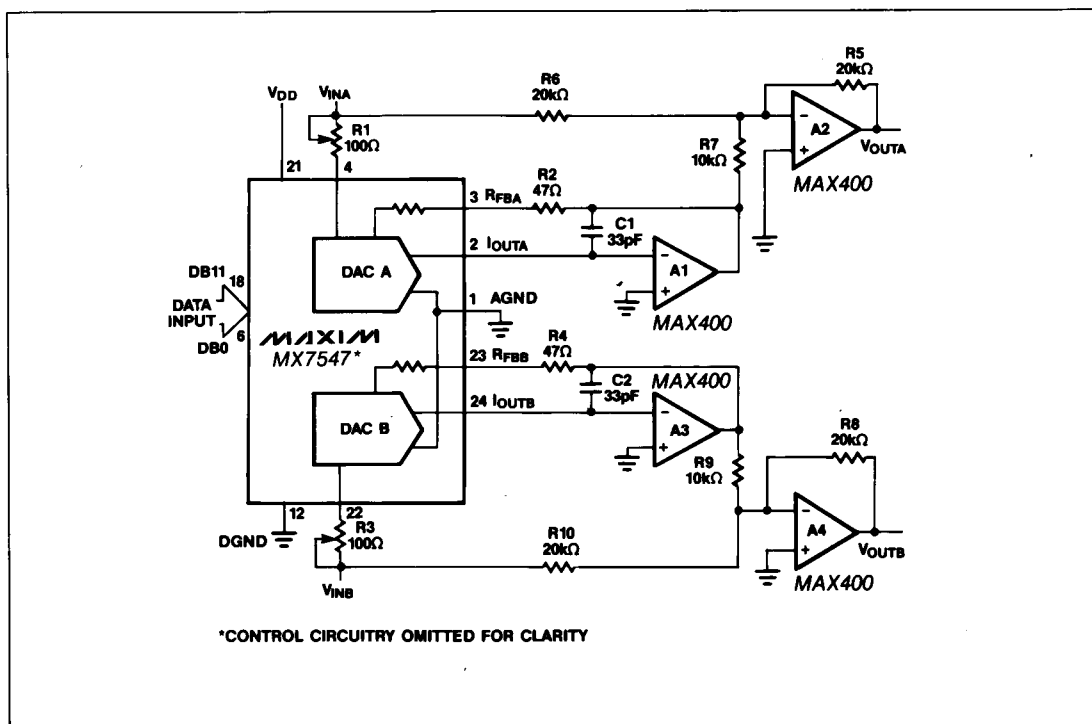 R5
20kΩ
R6
20kΩ
VDD
VINA
R1
100Ω
A2
VOUTA
R7
10kΩ
MAX400
21
4
R2
47Ω
3 RFBA
C1
33pF
2 IOUTA
DAC A
A1
DB11
18
1 AGND
DATA
INPUT
MAXIM
MX7547*
MAX400
6
DB0
R4
47Ω
23 RFBB
C2
33pF
MAX400
24 IOUTB
DAC B
A3
R8
20kΩ
R9
10kΩ
12
22
R3
100Ω
DGND
R10
20kΩ
A4
VOUTB
VINB
MAX400
*CONTROL CIRCUITRY OMITTED FOR CLARITY